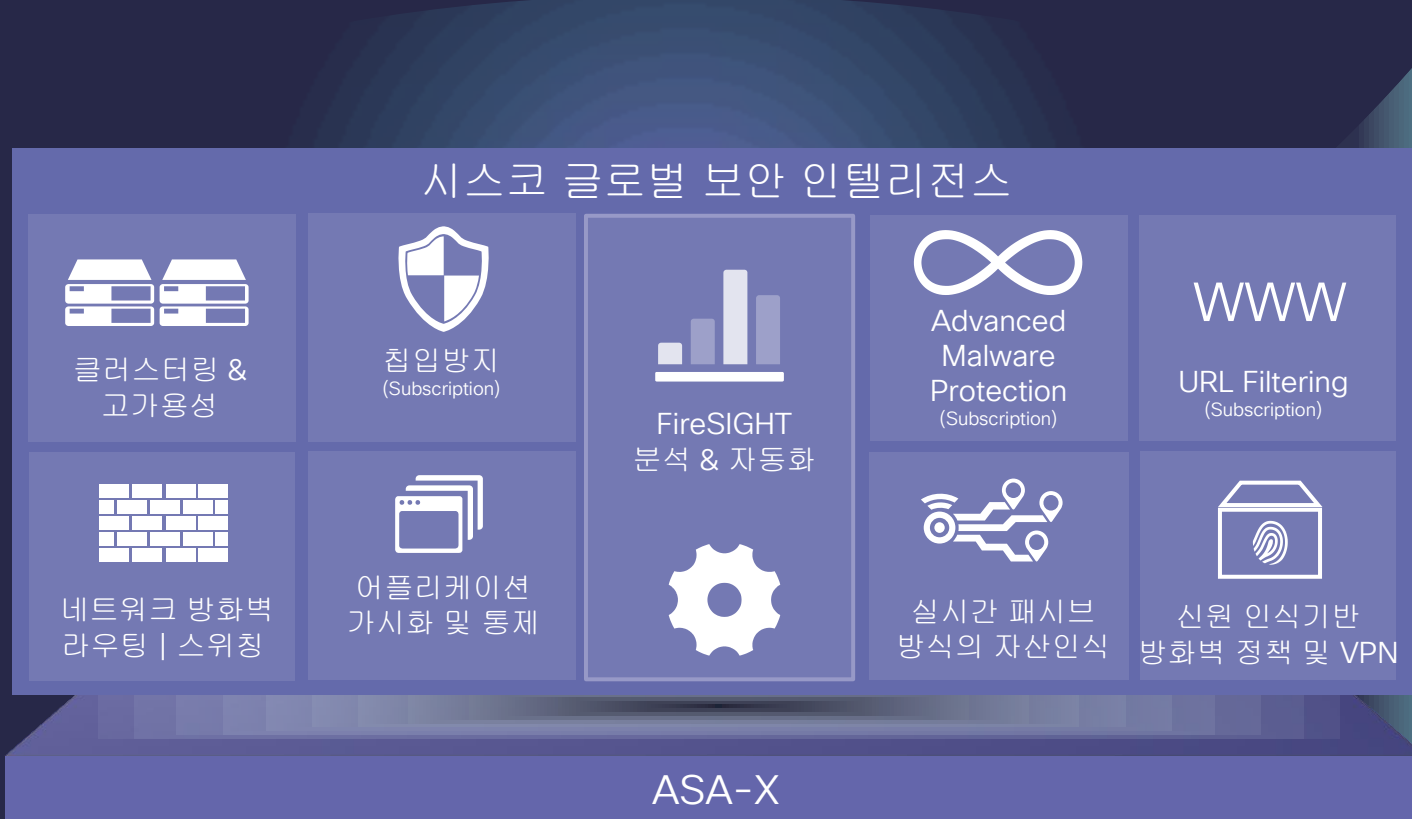 시스코 글로벌 보안 인텔리전스
클러스터링 &
고가용성
칩입방지
(Subscription)
FireSIGHT
분석 & 자동화
Advanced
Malware
Protection
(Subscription)
WWW
URL Filtering
(Subscription)
네트워크 방화벽
라우팅 | 스위칭
어플리케이션
가시화 및 통제
실시간 패시브
방식의 자산인식
신원 인식기반
방화벽 정책 및 VPN
ASA-X